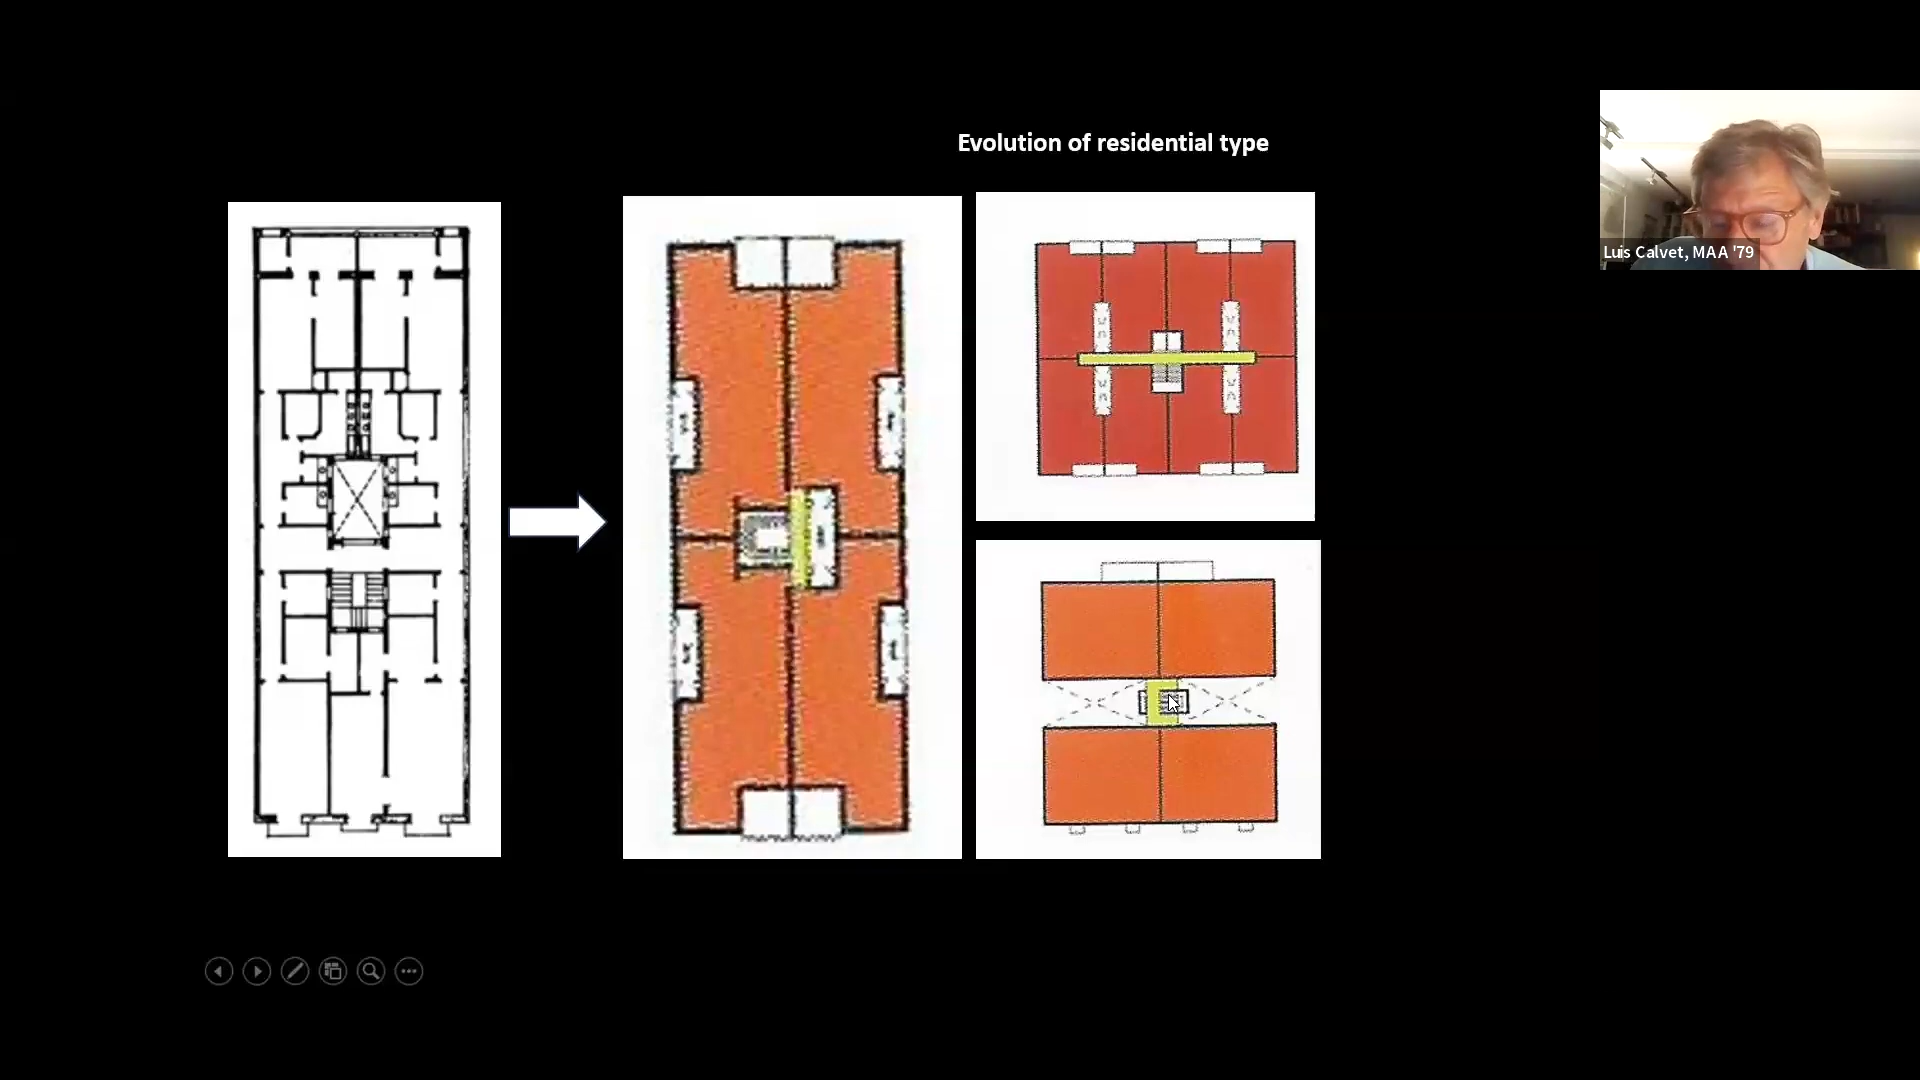 Evolution of residential type
Luis Calvet, MAA '79